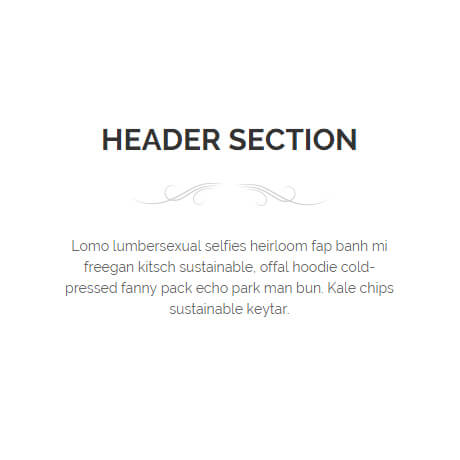 HEADER SECTION
Lomo lumbersexual selfies heirloom fap banh mi
freegan kitsch sustainable, offal hoodie cold-
pressed fanny pack echo park man bun. Kale chips
sustainable keytar.